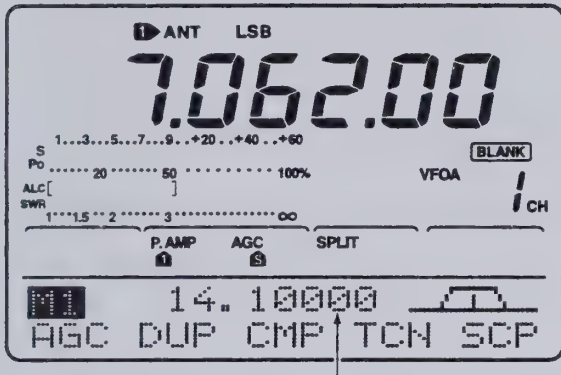 1 ANT LSB
7.062.00
S 1...3...5...7...9...+20...+40...+60
BLANK
Po 20 50 100%
VFOA 1 CH
ALC
SWR 1 1.5 2 3 ∞
P. AMP AGC SPLIT
1 S
M1 14. 10000
AGC DUP CMP TCN SCP